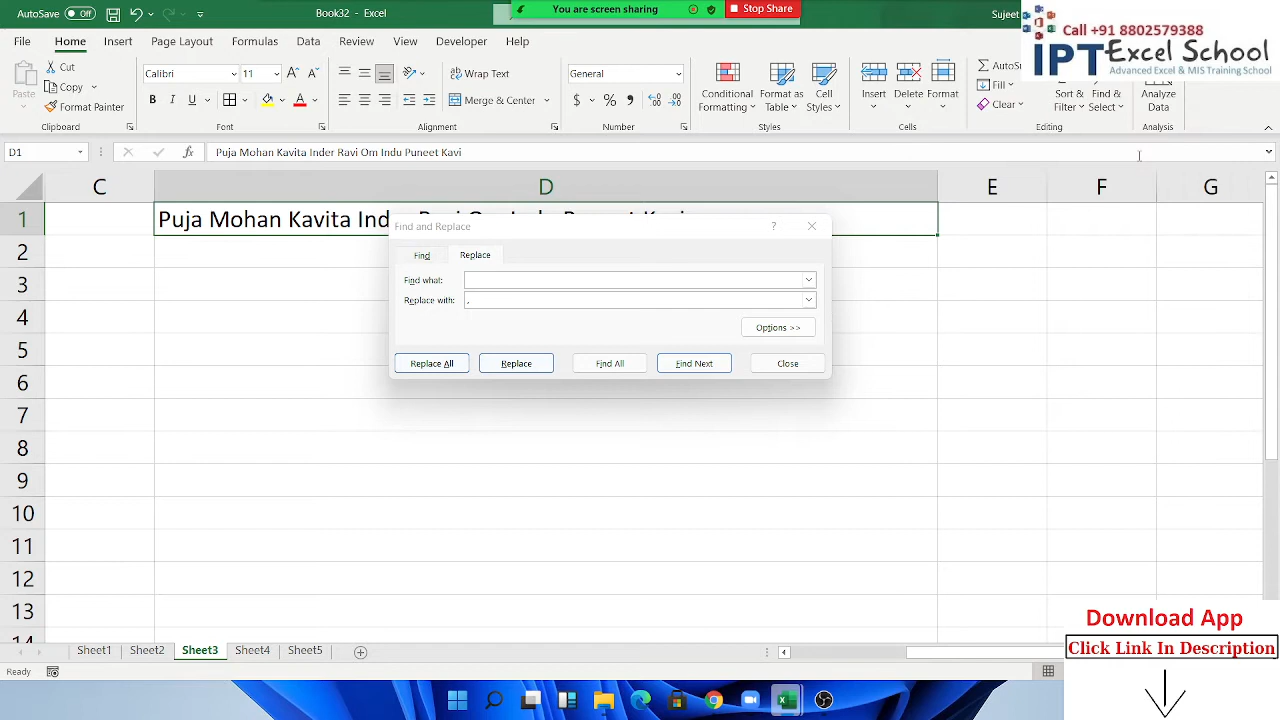 AutoSave Off Book32 - Excel You are screen sharing Stop Share Sujeet
File Home Insert Page Layout Formulas Developer Help
Call +91 8802579388
IPT Excel School
Advanced Excel & MIS Training School
Cut
Copy
Format Painter
Paste
Calibri 11
B I U
Wrap Text
Merge & Center
General
$ % ,
Conditional Formatting
Format as Table
Cell Styles
Insert Delete Format
AutoS
Fill
Clear
Sort & Filter
Find & Select
Analyze Data
Clipboard Font Alignment Number Styles Cells Editing Analysis
D1 fx Puja Mohan Kavita Inder Ravi Om Indu Puneet Kavi
C D E F G
1 Puja Mohan Kavita Ind
2
3
4
5
6
7
8
9
10
11
12
13
14
Find and Replace ?
Find Replace
Find what:
Replace with: ,
Options >>
Replace All Replace Find All Find Next Close
Sheet1 Sheet2 Sheet3 Sheet4 Sheet5
Ready
Download App
Click Link In Description